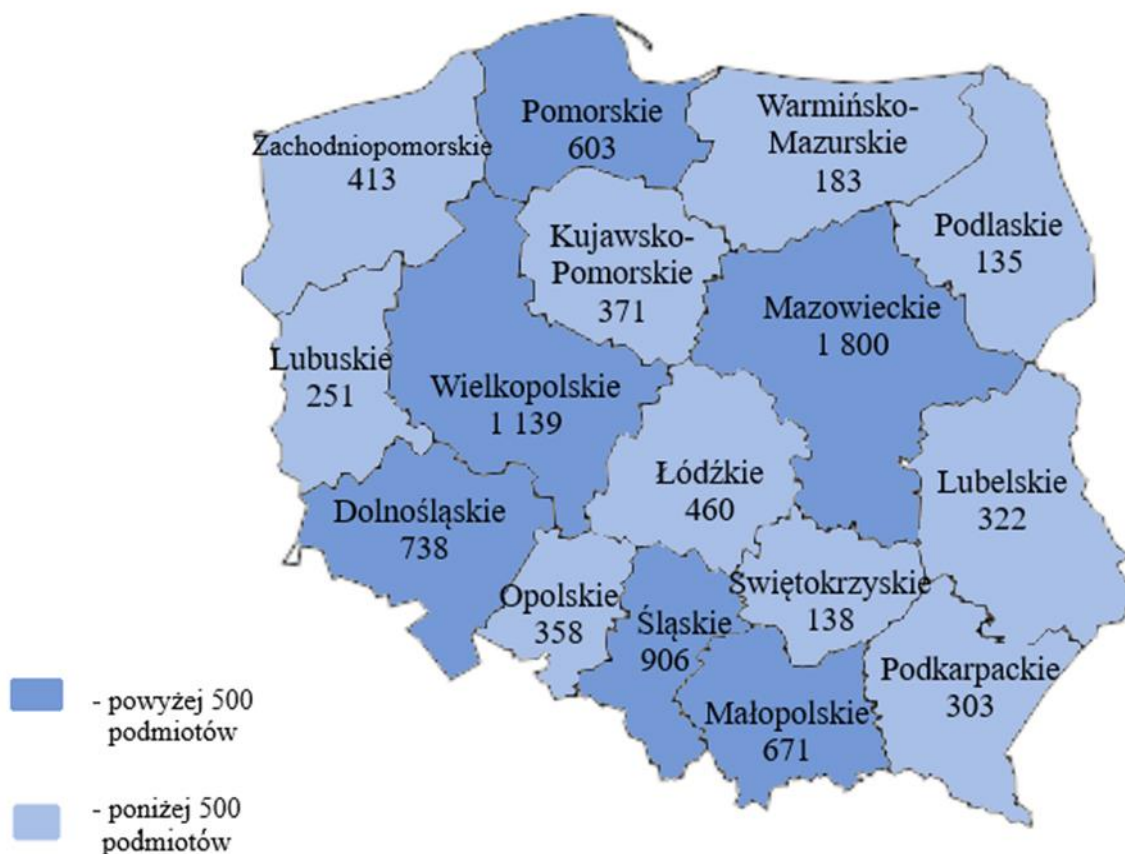 Pomorskie
603
Warmińsko-
Mazurskie
183
Zachodniopomorskie
413
Podlaskie
135
Kujawsko-
Pomorskie
371
Mazowieckie
1 800
Lubuskie
251
Wielkopolskie
1 139
Łódźkie
460
Lubelskie
322
Dolnośląskie
738
Opolskie
358
Śląskie
906
Świętokrzyskie
138
Podkarpackie
303
Małopolskie
671
- powyżej 500
podmiotów
- poniżej 500
podmiotów